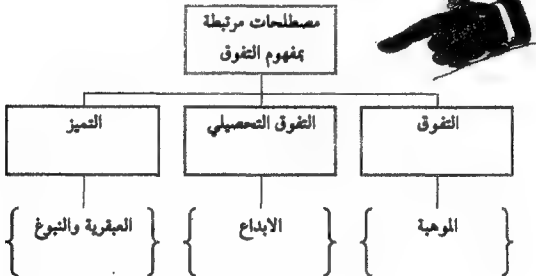 مصطلحات مرتبطة
بمفهوم التفوق
التفوق
التفوق التحصيلي
التميز
الموهبة
الابداع
العبقرية والنبوغ